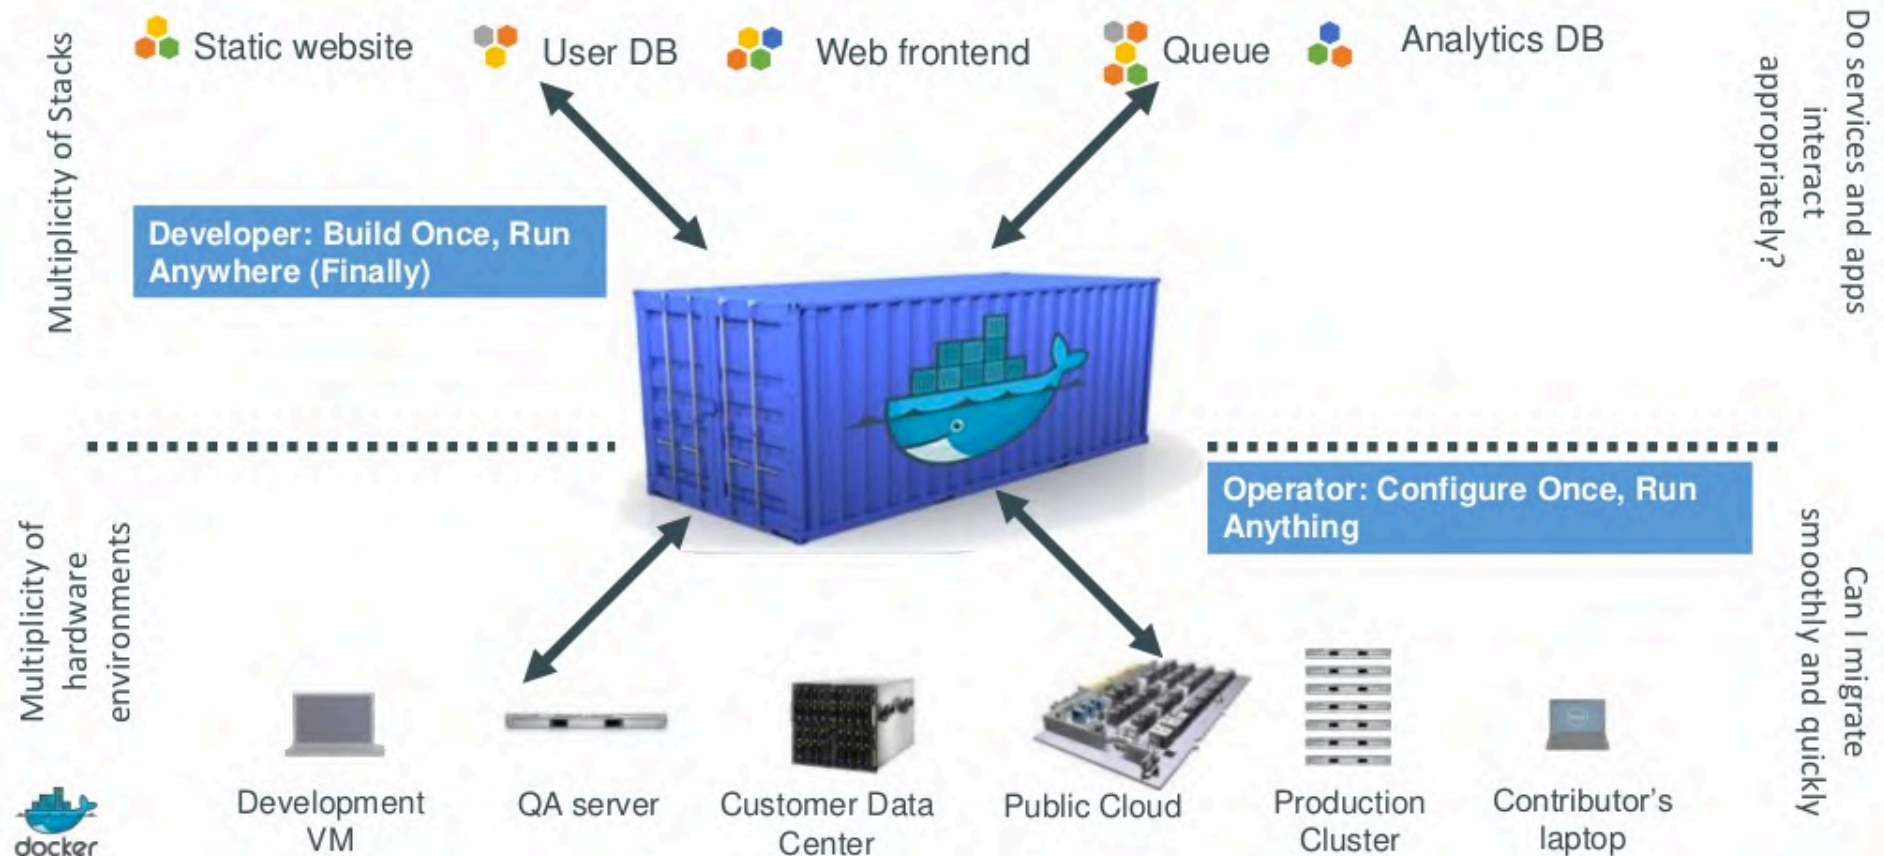 Static website
User DB
Web frontend
Queue
Analytics DB
Multiplicity of Stacks
Do services and apps
interact
appropriately?
Developer: Build Once, Run
Anywhere (Finally)
Operator: Configure Once, Run
Anything
Multiplicity of
hardware
environments
Can I migrate
smoothly and quickly
Development
VM
QA server
Customer Data
Center
Public Cloud
Production
Cluster
Contributor’s
laptop
docker